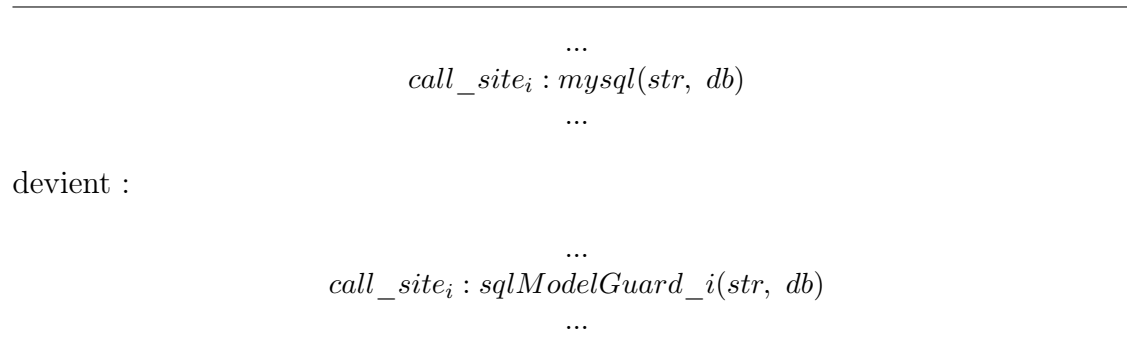 ...
call_site_i : mysql(str, db)
...
devient :
...
call_site_i : sqlModelGuard_i(str, db)
...